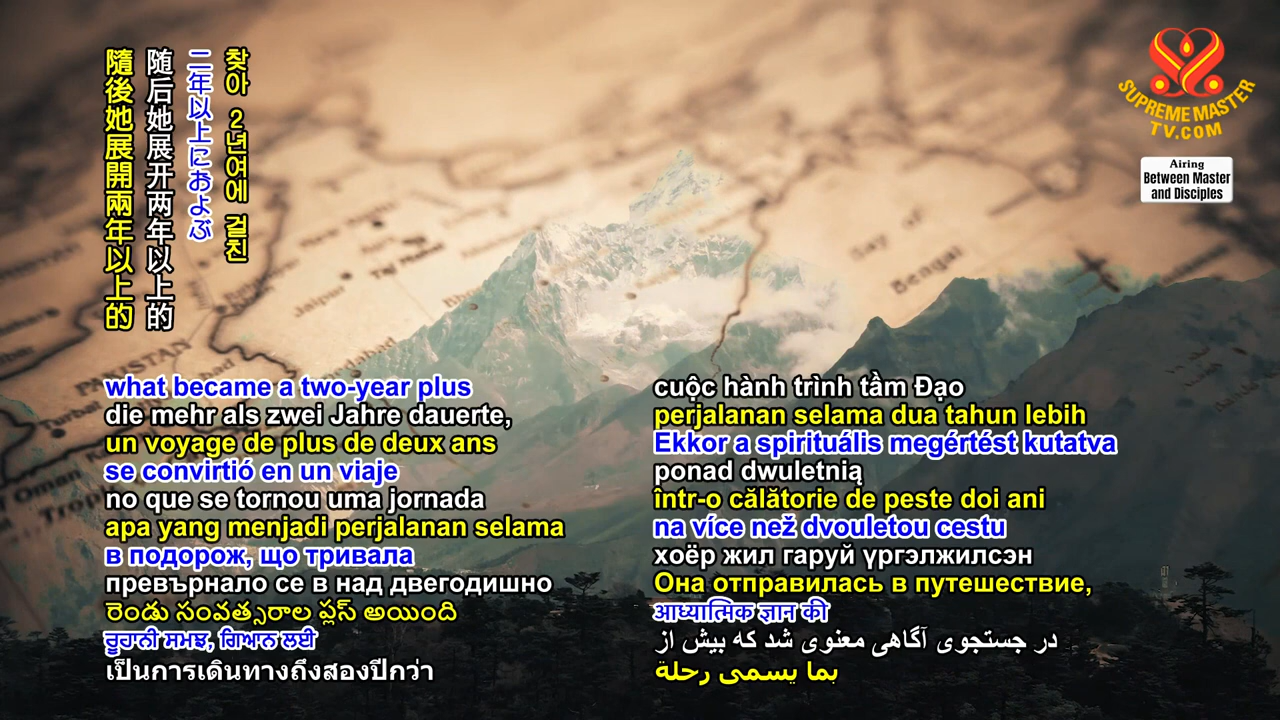 찾아 2년여에 걸친
二年以上におよぶ
随后她展开两年以上的
隨後她展開兩年以上的
SUPREME MASTER
TV.COM
Airing
Between Master
and Disciples
what became a two-year plus
die mehr als zwei Jahre dauerte,
un voyage de plus de deux ans
se convirtió en un viaje
no que se tornou uma jornada
apa yang menjadi perjalanan selama
в подорож, що тривала
превърнало се в над двегодишно
రెండు సంవత్సరాల ప్లస్ అయింది
ਰੂਹਾਨੀ ਸਮਝ, ਗਿਆਨ ਲਈ
เป็นการเดินทางถึงสองปีกว่า
cuộc hành trình tầm Đạo
perjalanan selama dua tahun lebih
Ekkor a spirituális megértést kutatva
ponad dwuletnią
într-o călătorie de peste doi ani
na více než dvouletou cestu
хоёр жил гаруй үргэлжилсэн
Она отправилась в путешествие,
आध्यात्मिक ज्ञान की
در جستجوی آگاهی معنوی شد که بیش از
بما يسمى رحلة
Bay of
Bengal
Taj Mahal
Jaipur
PAKISTAN
Oman